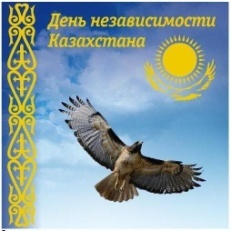 День независимости
Казахстана